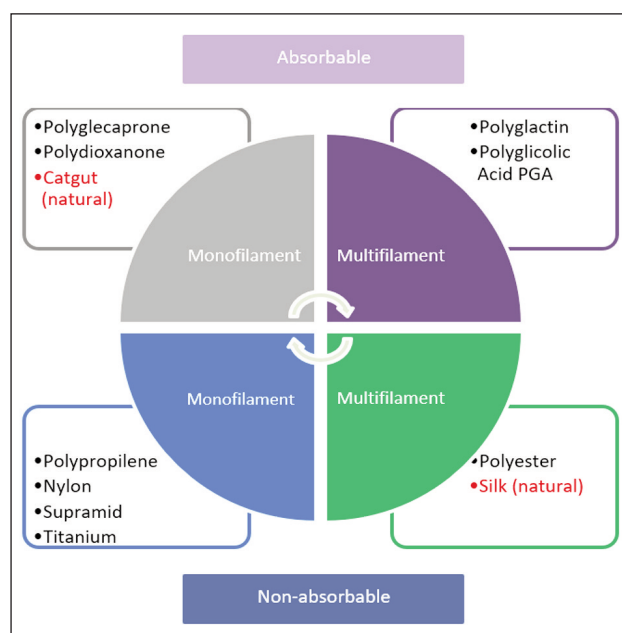 Absorbable
•Polyglecaprone
•Polydioxanone
•Catgut
(natural)
•Polyglactin
•Polyglicolic
Acid PGA
Monofilament
Multifilament
Monofilament
Multifilament
•Polypropilene
•Nylon
•Supramid
•Titanium
•Polyester
•Silk (natural)
Non-absorbable